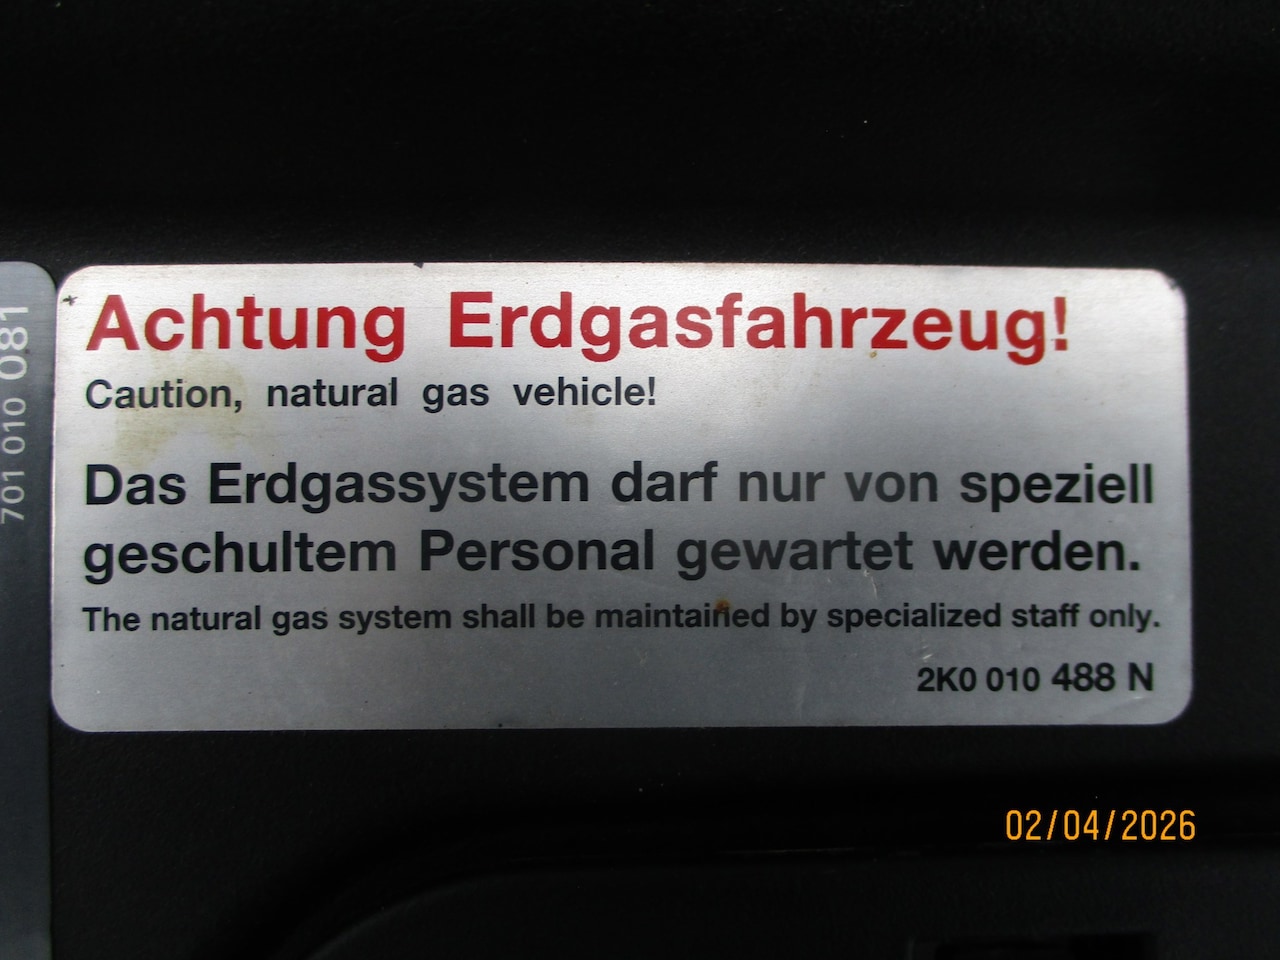 701 010 081
Achtung Erdgasfahrzeug!
Caution, natural gas vehicle!
Das Erdgassystem darf nur von speziell
geschultem Personal gewartet werden.
The natural gas system shall be maintained by specialized staff only.
2K0 010 488 N
02/04/2026